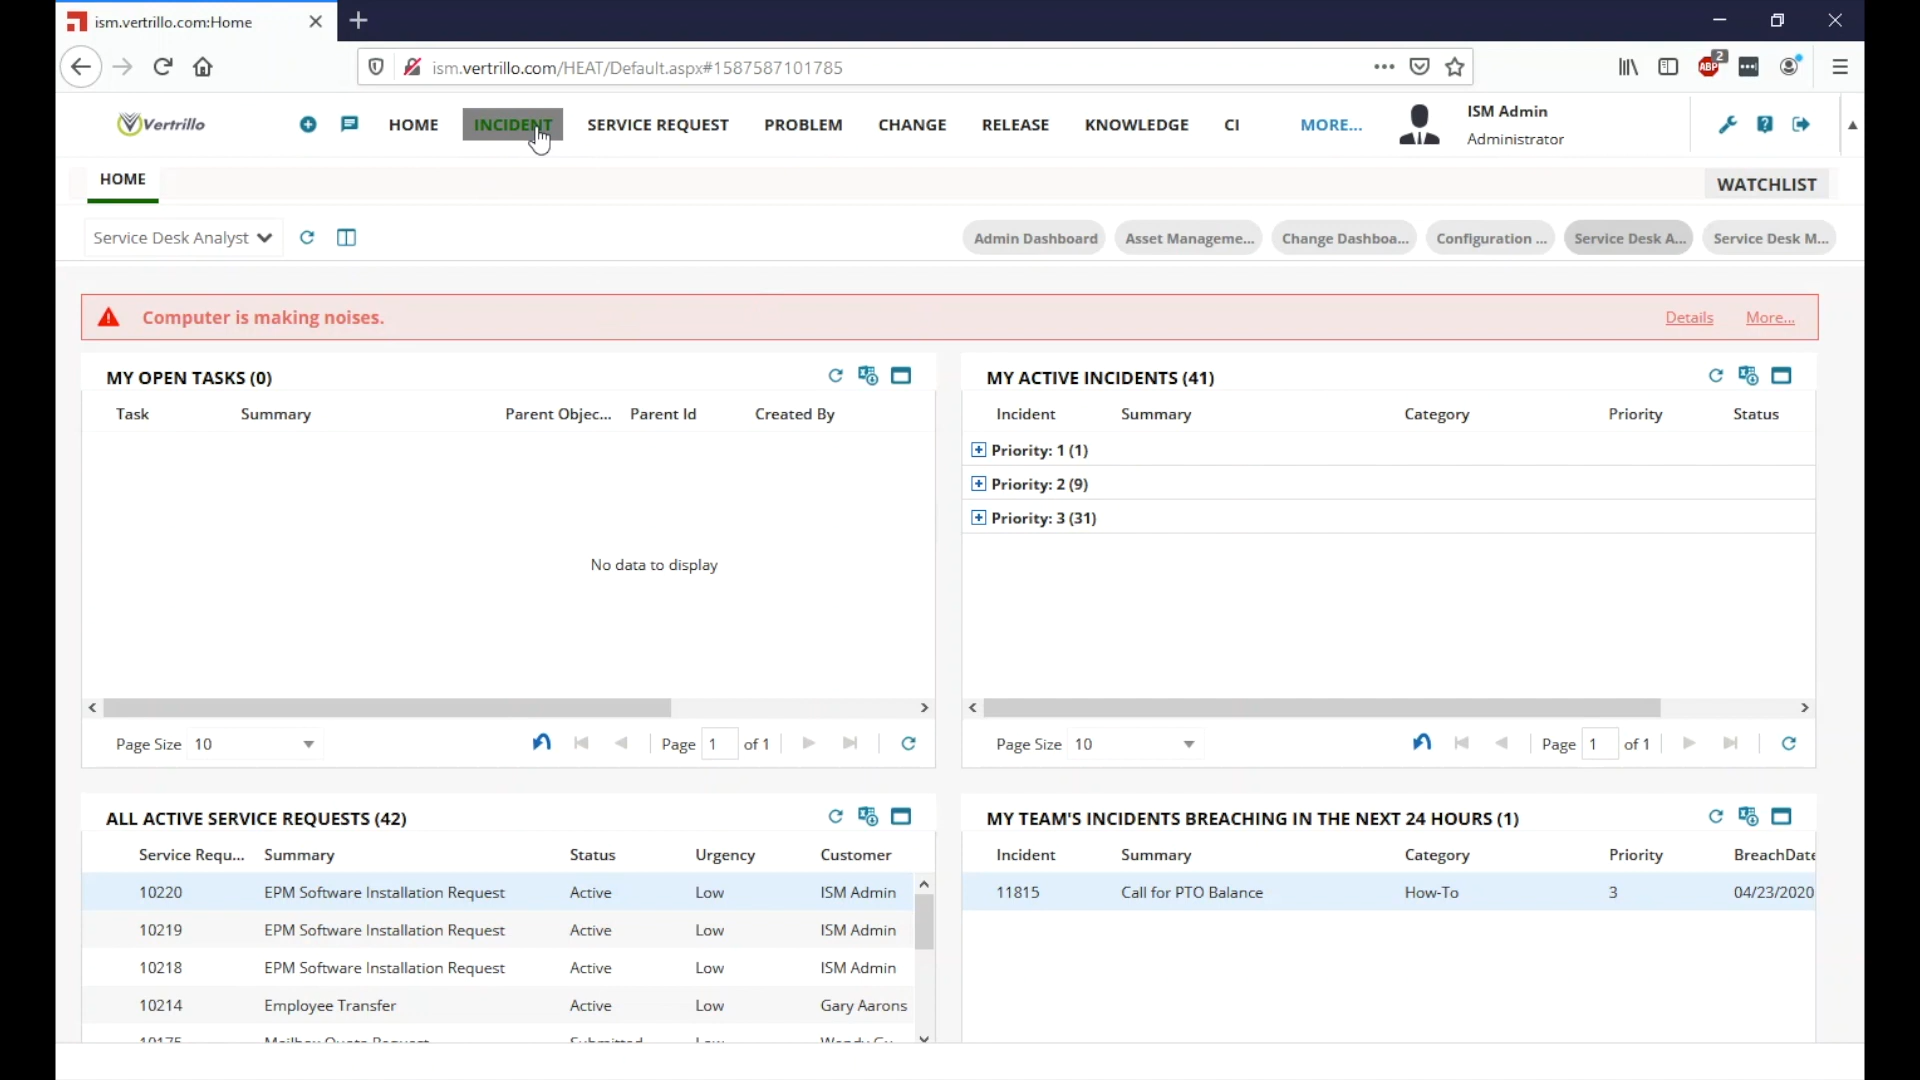 ism.vertrillo.com:Home
ism.vertrillo.com/HEAT/Default.aspx#1587587101785
ABP 2
Vertrillo HOME INCIDENT SERVICE REQUEST PROBLEM CHANGE RELEASE KNOWLEDGE CI MORE... ISM Admin
Administrator
HOME WATCHLIST
Service Desk Analyst Admin Dashboard Asset Manageme... Change Dashboa... Configuration ... Service Desk A... Service Desk M...
Computer is making noises. Details More...
MY OPEN TASKS (0)
Task Summary Parent Objec... Parent Id Created By
No data to display
Page Size 10 Page 1 of 1
MY ACTIVE INCIDENTS (41)
Incident Summary Category Priority Status
Priority: 1 (1)
Priority: 2 (9)
Priority: 3 (31)
Page Size 10 Page 1 of 1
ALL ACTIVE SERVICE REQUESTS (42)
Service Requ... Summary Status Urgency Customer
10220 EPM Software Installation Request Active Low ISM Admin
10219 EPM Software Installation Request Active Low ISM Admin
10218 EPM Software Installation Request Active Low ISM Admin
10214 Employee Transfer Active Low Gary Aarons
MY TEAM'S INCIDENTS BREACHING IN THE NEXT 24 HOURS (1)
Incident Summary Category Priority BreachDate
11815 Call for PTO Balance How-To 3 04/23/2020